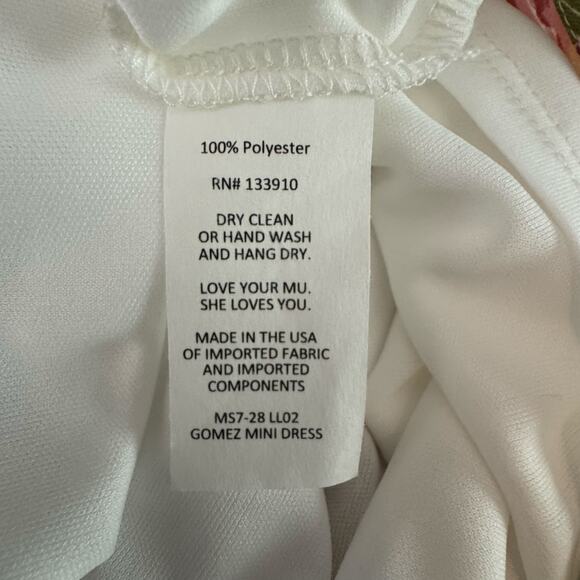 100% Polyester
RN# 133910
DRY CLEAN
OR HAND WASH
AND HANG DRY.
LOVE YOUR MU.
SHE LOVES YOU.
MADE IN THE USA
OF IMPORTED FABRIC
AND IMPORTED
COMPONENTS
MS7-28 LL02
GOMEZ MINI DRESS